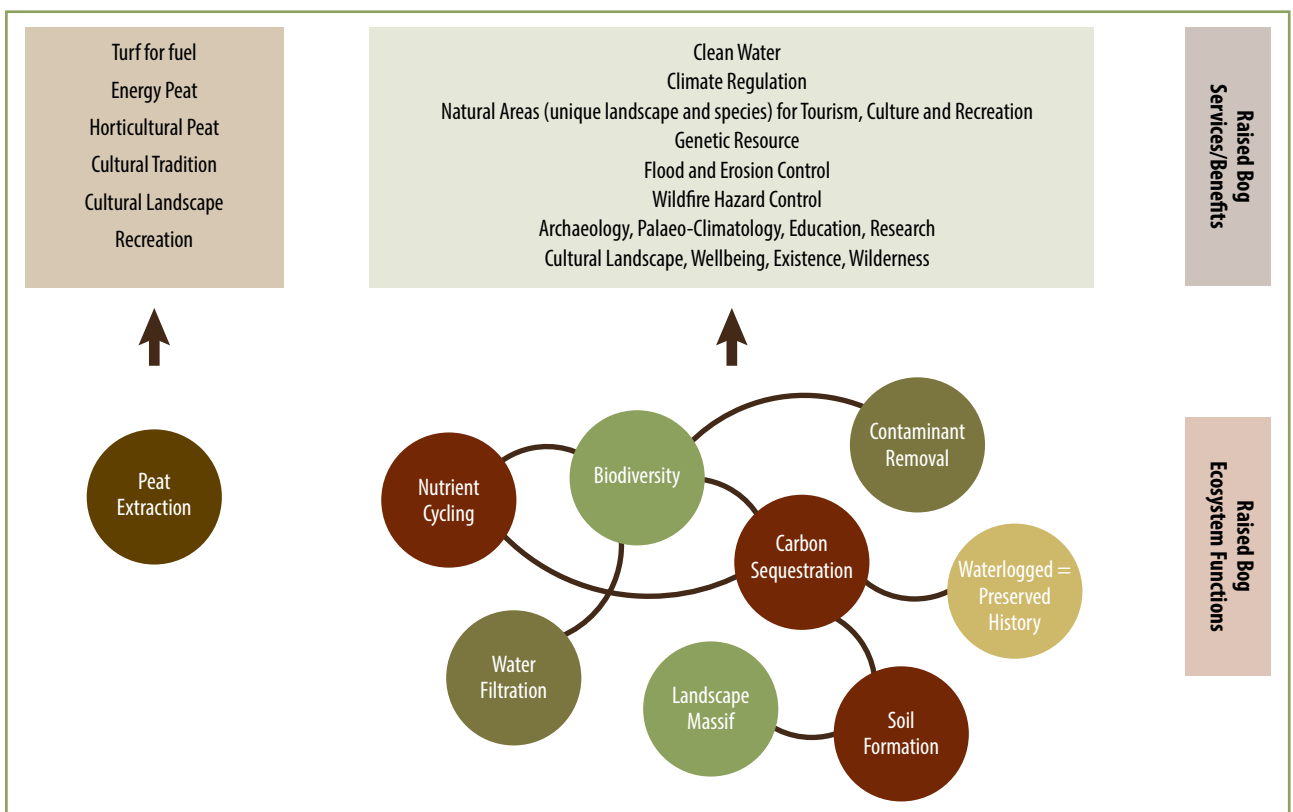 Turf for fuel
Energy Peat
Horticultural Peat
Cultural Tradition
Cultural Landscape
Recreation
Clean Water
Climate Regulation
Natural Areas (unique landscape and species) for Tourism, Culture and Recreation
Genetic Resource
Flood and Erosion Control
Wildfire Hazard Control
Archaeology, Palaeo-Climatology, Education, Research
Cultural Landscape, Wellbeing, Existence, Wilderness
Raised Bog
Services/Benefits
Peat
Extraction
Nutrient
Cycling
Biodiversity
Contaminant
Removal
Carbon
Sequestration
Waterlogged =
Preserved
History
Water
Filtration
Landscape
Massif
Soil
Formation
Raised Bog
Ecosystem Functions